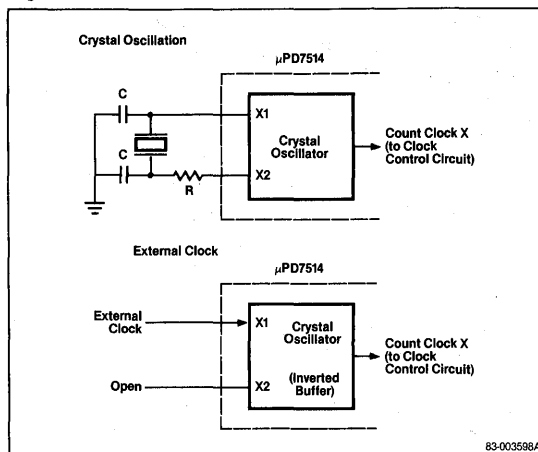 Crystal Oscillation
μPD7514
C
X1
Crystal
Oscillator
Count Clock X
(to Clock
Control Circuit)
C
X2
R
External Clock
μPD7514
External
Clock
X1
Crystal
Oscillator
Count Clock X
(to Clock
Control Circuit)
(Inverted
Buffer)
Open
X2
83-003598A